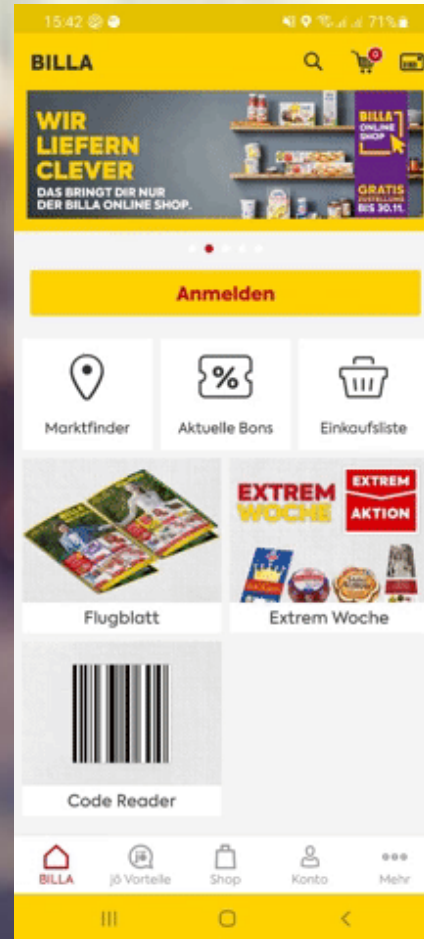 15:42
71%
BILLA
0
WIR
LIEFERN
CLEVER
DAS BRINGT DIR NUR
DER BILLA ONLINE SHOP.
BILLA
ONLINE
SHOP
GRATIS
ZUSTELLUNG
BIS 30.11.
Anmelden
%
Marktfinder
Aktuelle Bons
Einkaufsliste
BILLA
EXTREM
WOCHE
EXTREM
AKTION
Flugblatt
Extrem Woche
Code Reader
jö
BILLA
jö Vorteile
Shop
Konto
Mehr